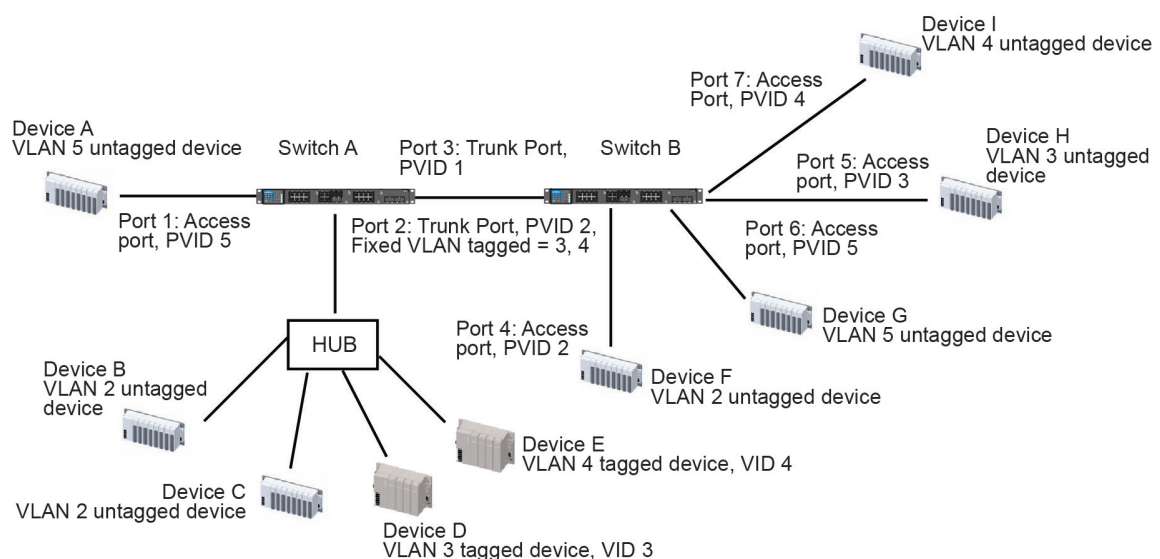 Device I
VLAN 4 untagged device
Port 7: Access
Port, PVID 4
Device A
VLAN 5 untagged device
Switch A
Port 3: Trunk Port,
PVID 1
Switch B
Device H
VLAN 3 untagged
device
Port 5: Access
port, PVID 3
Port 1: Access
port, PVID 5
Port 2: Trunk Port, PVID 2,
Fixed VLAN tagged = 3, 4
Port 6: Access
port, PVID 5
HUB
Port 4: Access
port, PVID 2
Device G
VLAN 5 untagged device
Device B
VLAN 2 untagged
device
Device F
VLAN 2 untagged device
Device E
VLAN 4 tagged device, VID 4
Device C
VLAN 2 untagged device
Device D
VLAN 3 tagged device, VID 3